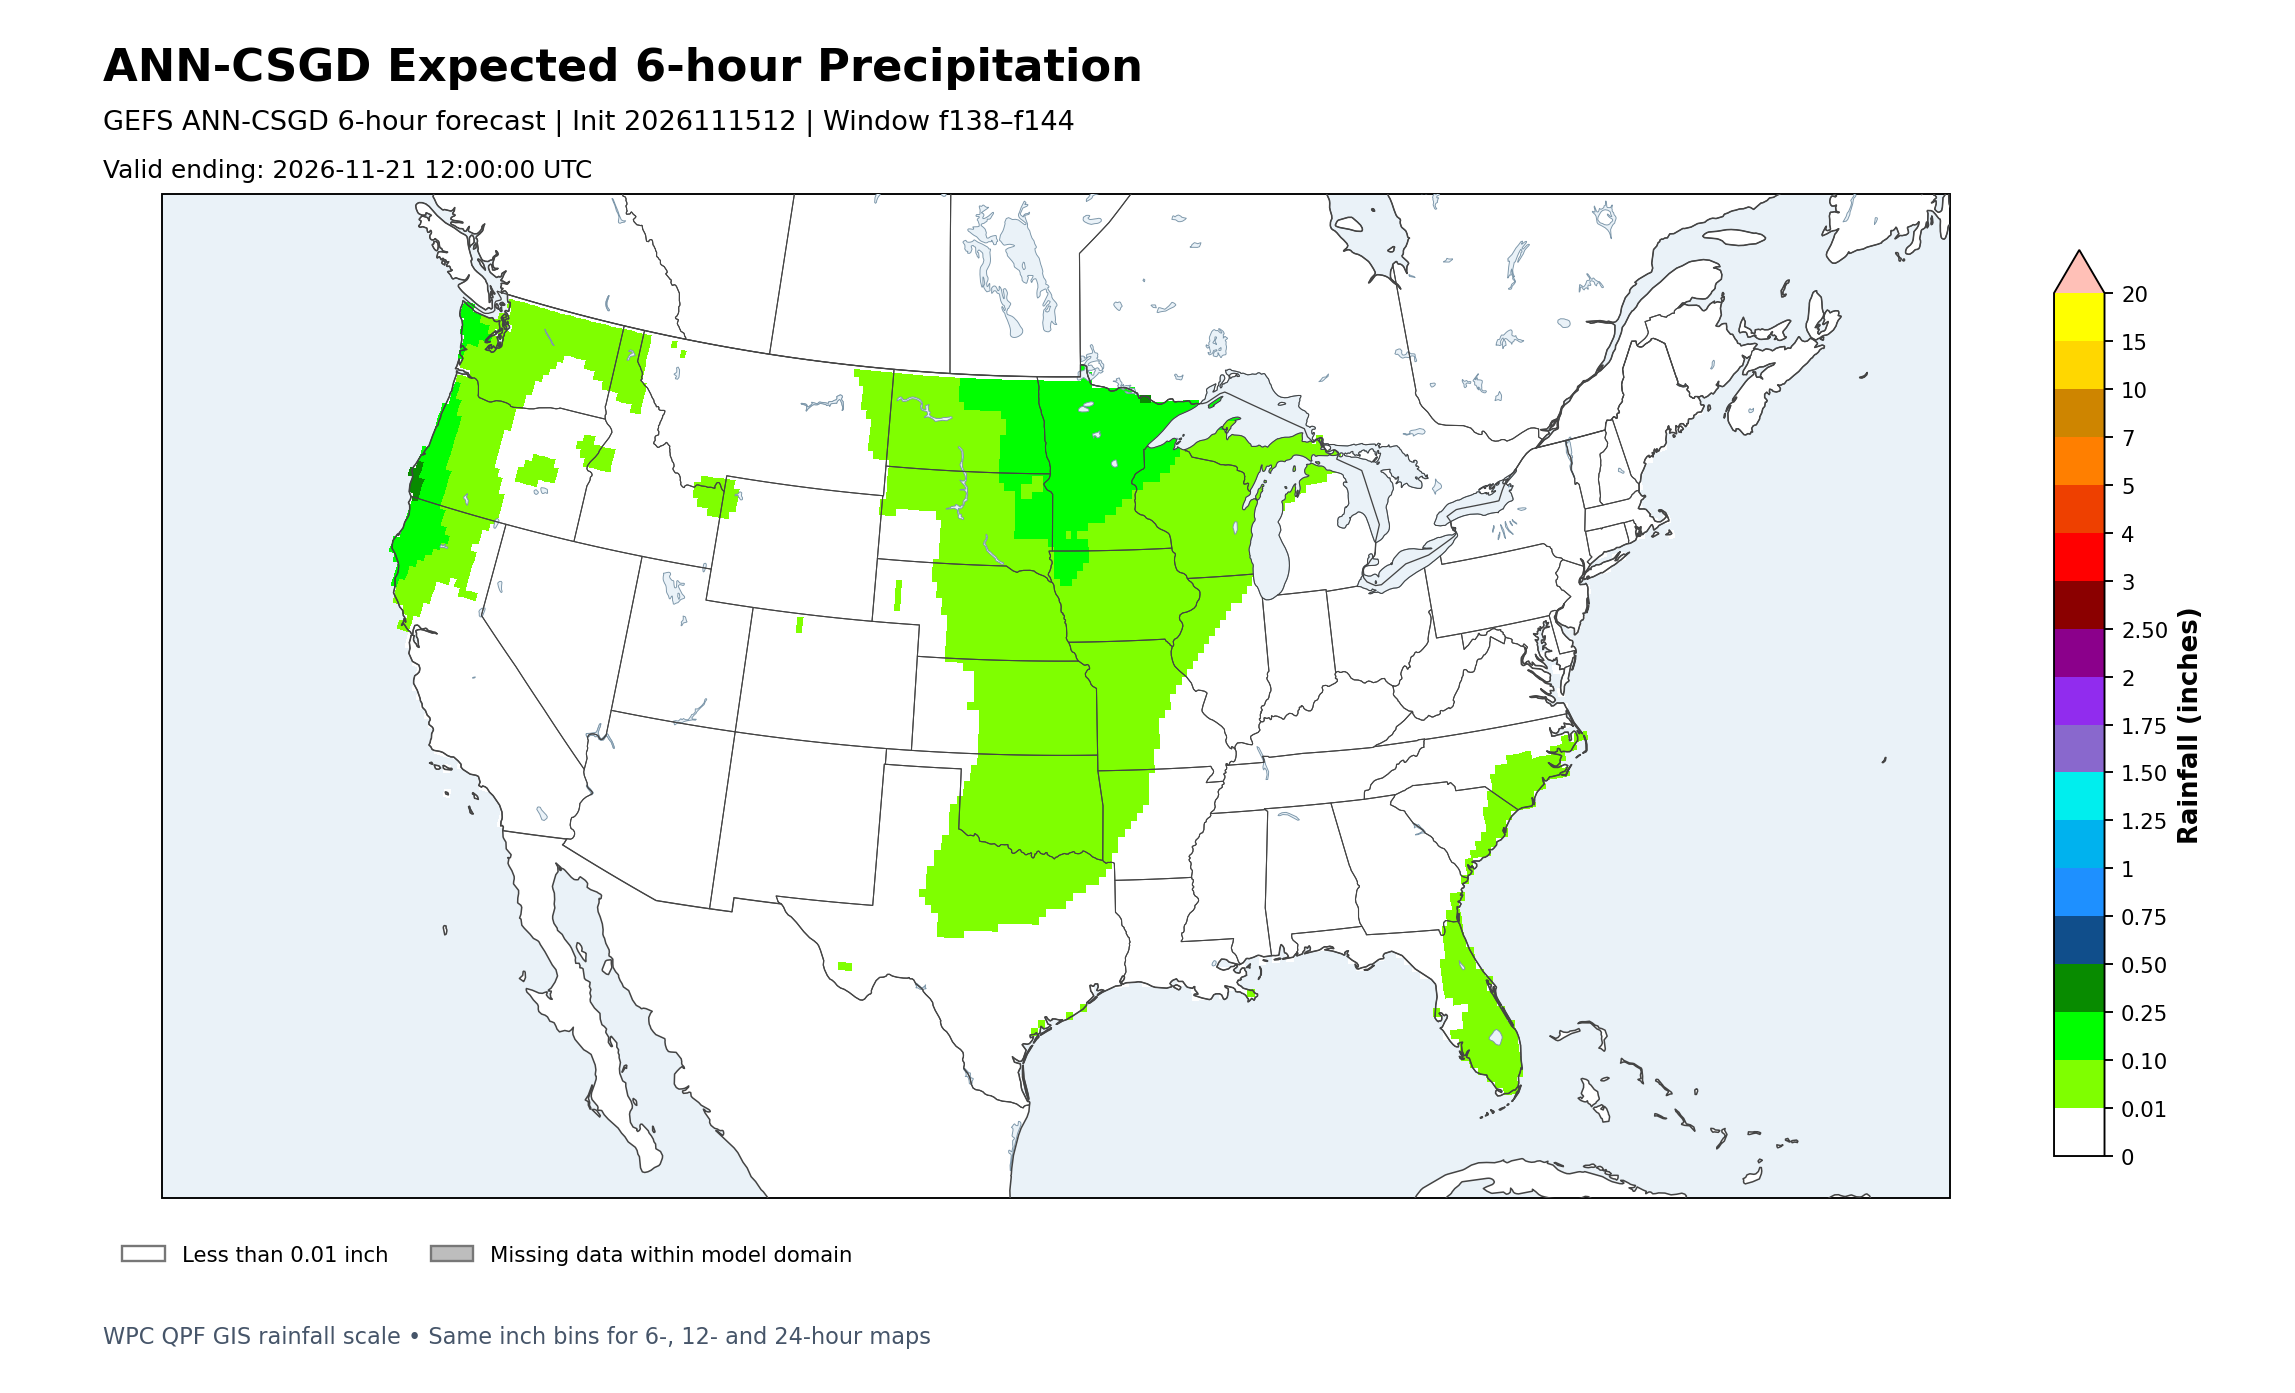 ANN-CSGD Expected 6-hour Precipitation
GEFS ANN-CSGD 6-hour forecast | Init 2026111512 | Window f138–f144
Valid ending: 2026-11-21 12:00:00 UTC
20
15
10
7
5
4
3
2.50
2
1.75
1.50
1.25
1
0.75
0.50
0.25
0.10
0.01
0
Rainfall (inches)
Less than 0.01 inch
Missing data within model domain
WPC QPF GIS rainfall scale • Same inch bins for 6-, 12- and 24-hour maps